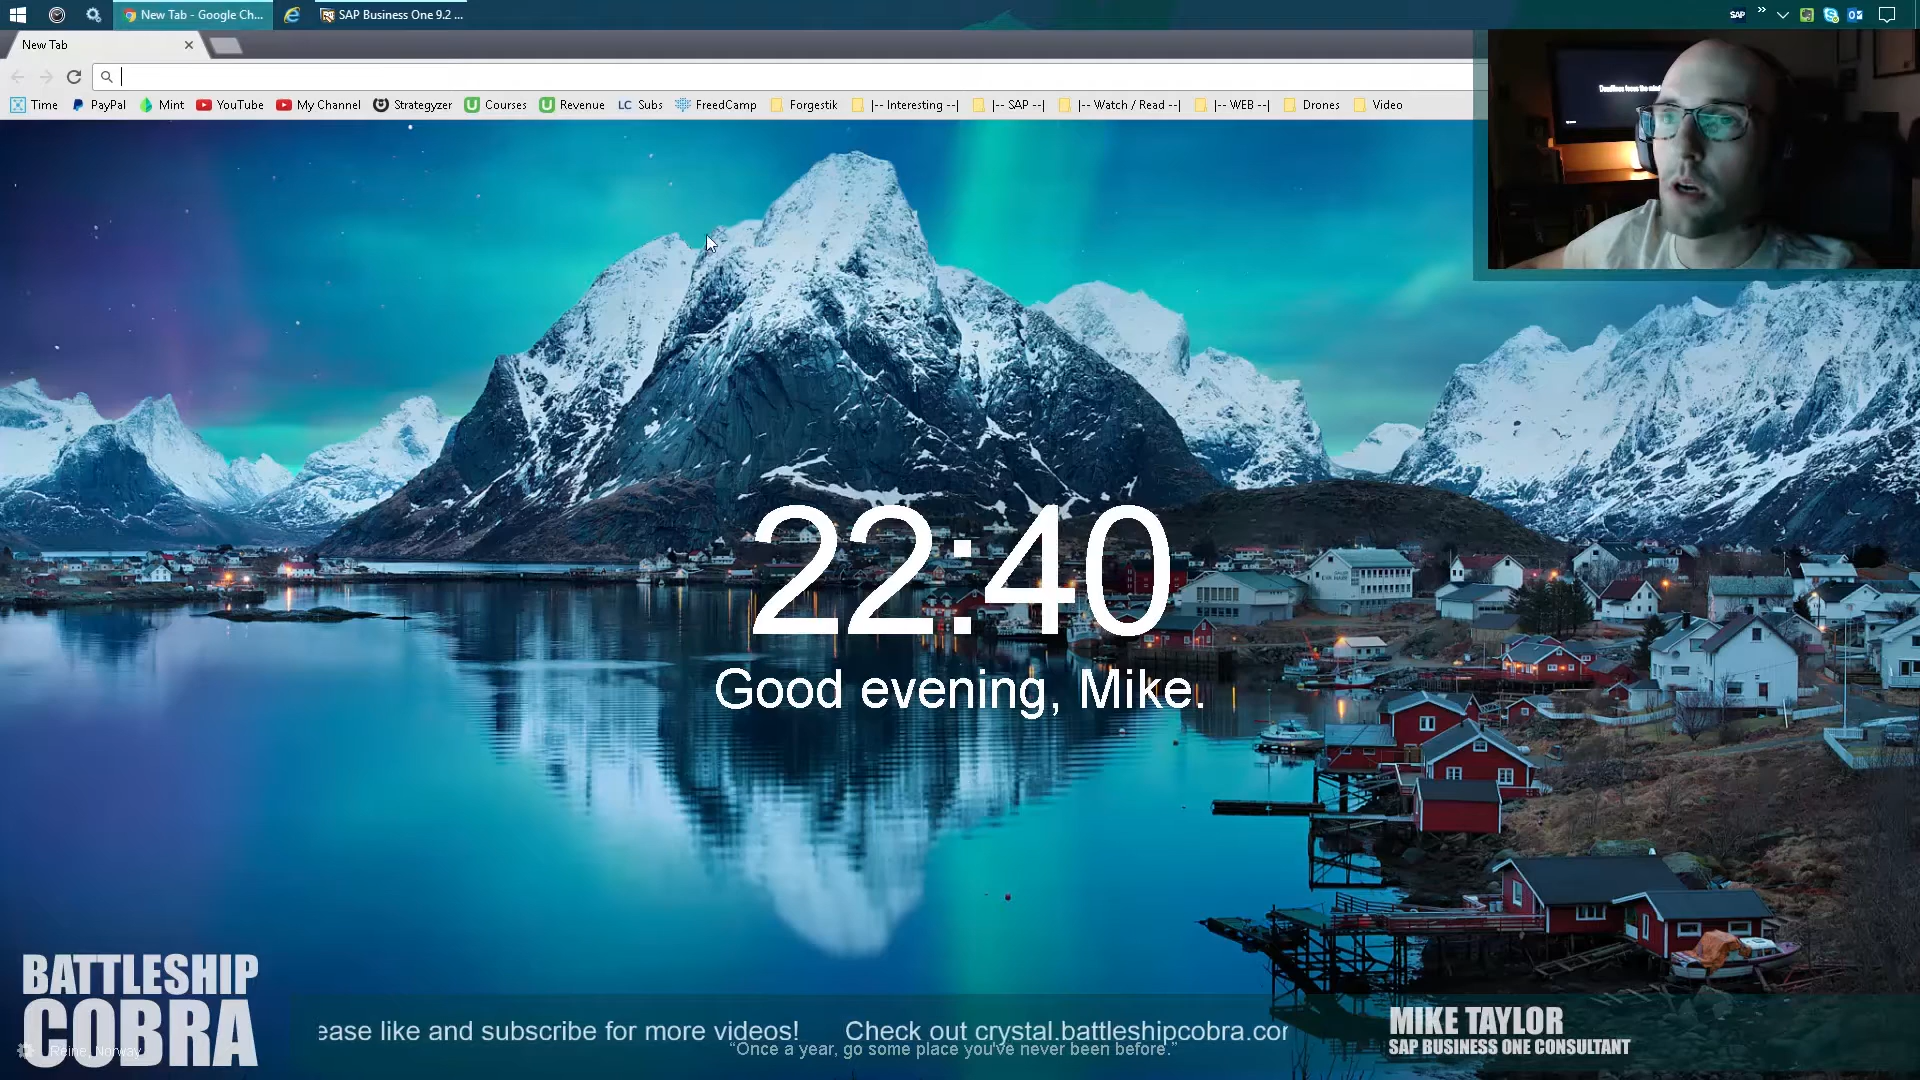 New Tab - Google Ch...
SAP Business One 9.2 ...
SAP
New Tab
Time
PayPal
Mint
YouTube
My Channel
Strategyzer
Courses
Revenue
LC Subs
FreedCamp
Forgestik
|-- Interesting --|
|-- SAP --|
|-- Watch / Read --|
|-- WEB --|
Drones
Video
22:40
Good evening, Mike.
BATTLESHIP
COBRA
Reine, Norway
ease like and subscribe for more videos! Check out crystal.battleshipcobra.cor
“Once a year, go some place you've never been before.”
MIKE TAYLOR
SAP BUSINESS ONE CONSULTANT